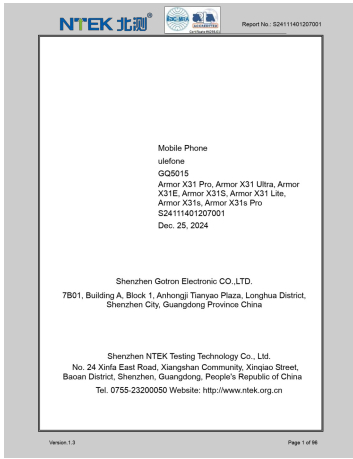 NTEK 北测®
ilac-MRA
ACCREDITED
Report No.: S24111401207001
Mobile Phone
ulefone
GQ5015
Armor X31 Pro, Armor X31 Ultra, Armor
X31E, Armor X31S, Armor X31 Lite,
Armor X31s, Armor X31s Pro
S24111401207001
Dec. 25, 2024
Shenzhen Gotron Electronic CO.,LTD.
7B01, Building A, Block 1, Anhongji Tianyao Plaza, Longhua District,
Shenzhen City, Guangdong Province China
Shenzhen NTEK Testing Technology Co., Ltd.
No. 24 Xinfa East Road, Xiangshan Community, Xinqiao Street,
Baoan District, Shenzhen, Guangdong, People's Republic of China
Tel. 0755-23200050 Website: http://www.ntek.org.cn
Version.1.3
Page 1 of 96